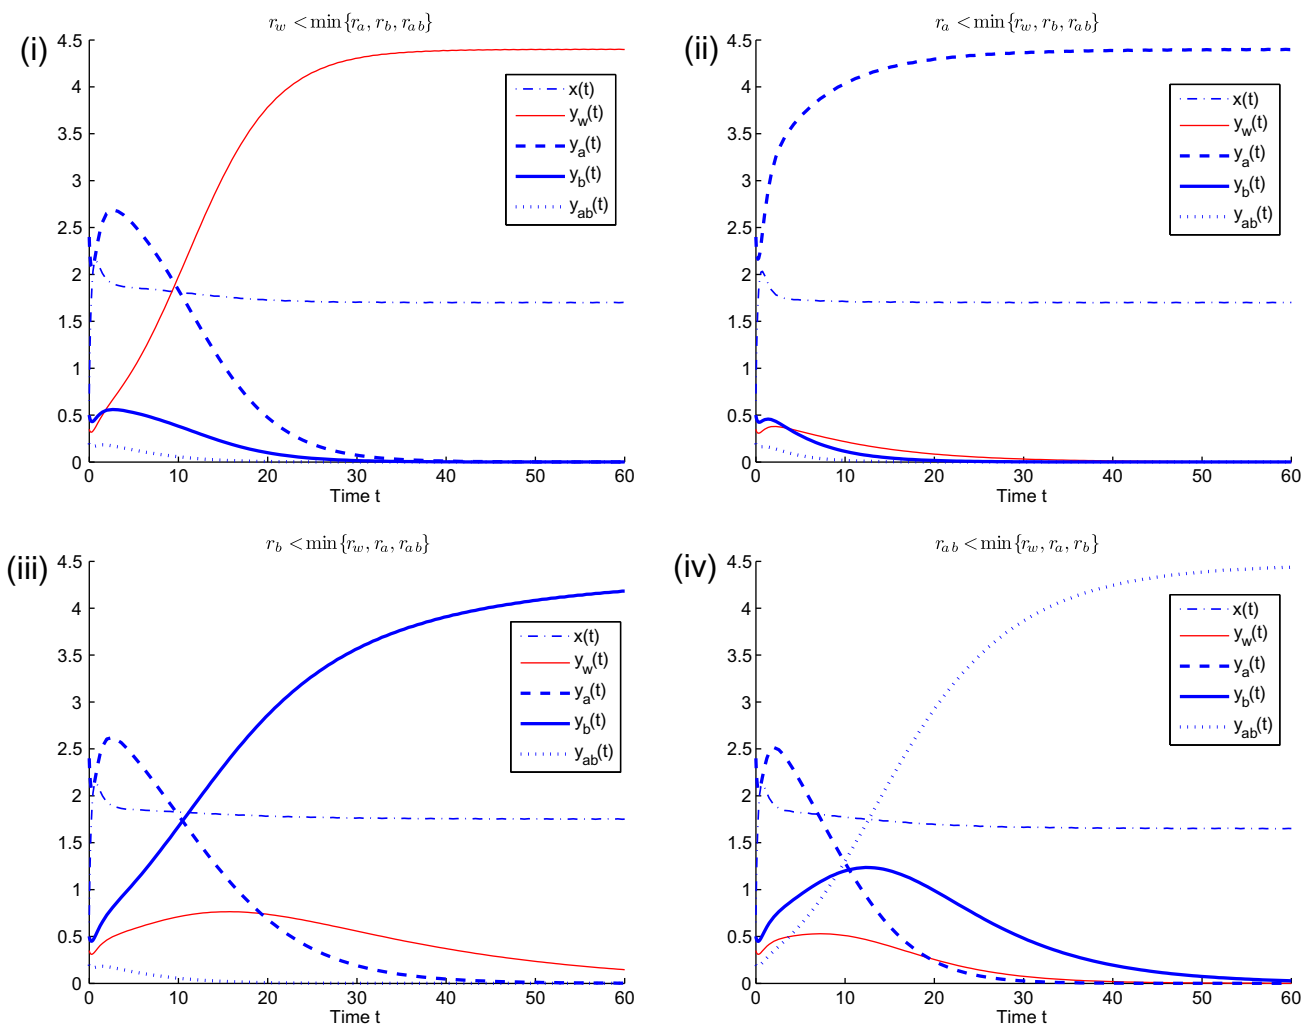 (i)
r_w < min{r_a, r_b, r_ab}
4.5
4
3.5
3
2.5
2
1.5
1
0.5
0
0 10 20 30 40 50 60
Time t
x(t)
y_w(t)
y_a(t)
y_b(t)
y_ab(t)
(ii)
r_a < min{r_w, r_b, r_ab}
4.5
4
3.5
3
2.5
2
1.5
1
0.5
0
0 10 20 30 40 50 60
Time t
x(t)
y_w(t)
y_a(t)
y_b(t)
y_ab(t)
(iii)
r_b < min{r_w, r_a, r_ab}
4.5
4
3.5
3
2.5
2
1.5
1
0.5
0
0 10 20 30 40 50 60
Time t
x(t)
y_w(t)
y_a(t)
y_b(t)
y_ab(t)
(iv)
r_ab < min{r_w, r_a, r_b}
4.5
4
3.5
3
2.5
2
1.5
1
0.5
0
0 10 20 30 40 50 60
Time t
x(t)
y_w(t)
y_a(t)
y_b(t)
y_ab(t)